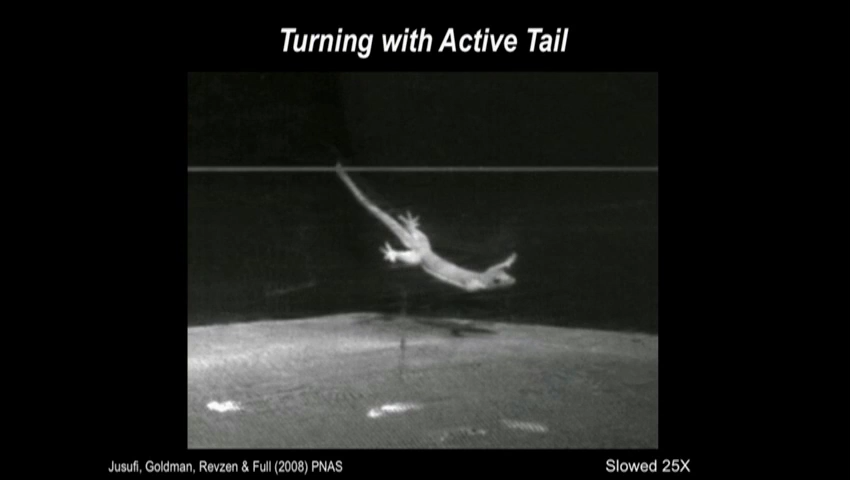 Turning with Active Tail
Jusufi, Goldman, Revzen & Full (2008) PNAS
Slowed 25X